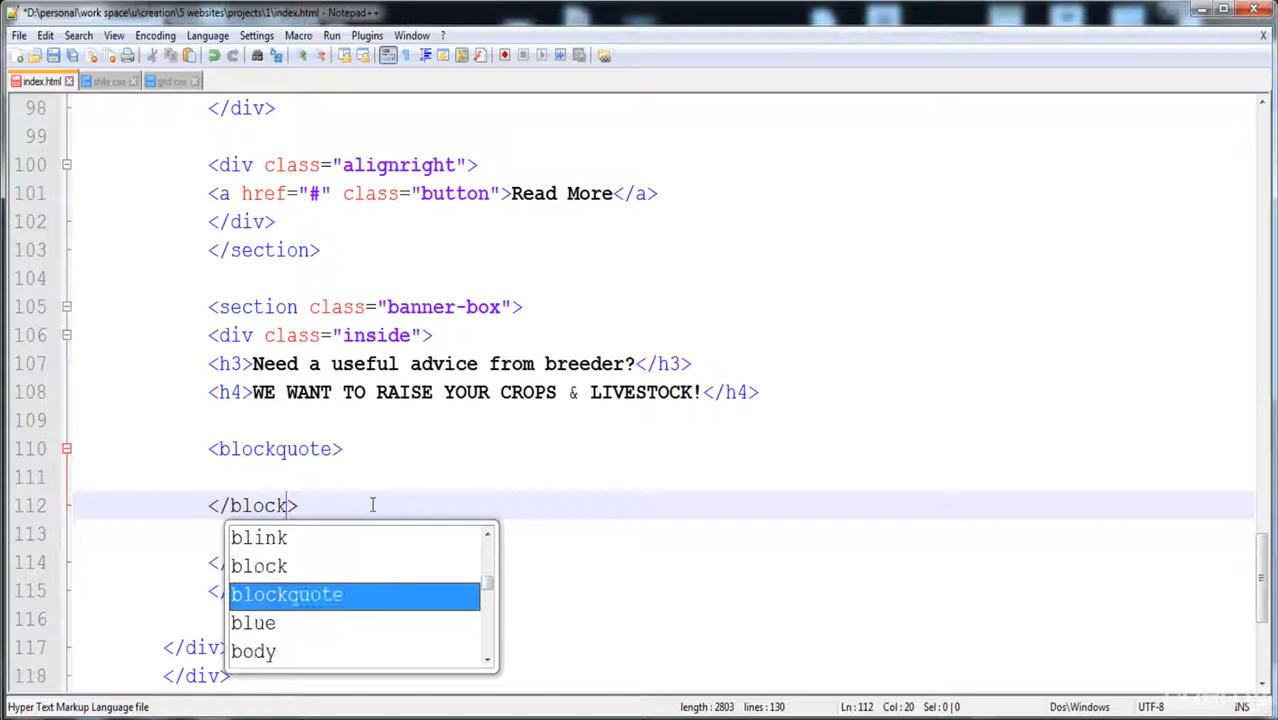 *D:\personal\work space\u\creation\5 websites\projects\1\index.html - Notepad++
File Edit Search View Encoding Language Settings Macro Run Plugins Window ? X
index.html style.css grid.css
98 </div>
99
100 <div class="alignright">
101 <a href="#" class="button">Read More</a>
102 </div>
103 </section>
104
105 <section class="banner-box">
106 <div class="inside">
107 <h3>Need a useful advice from breeder?</h3>
108 <h4>WE WANT TO RAISE YOUR CROPS & LIVESTOCK!</h4>
109
110 <blockquote>
111
112 </block>
blink
113
block
114 </
blockquote
115 </
blue
116
body
117 </div
118 </div>
Hyper Text Markup Language file length : 2803 lines : 130 Ln : 112 Col : 20 Sel : 0 | 0 Dos\Windows UTF-8 INS